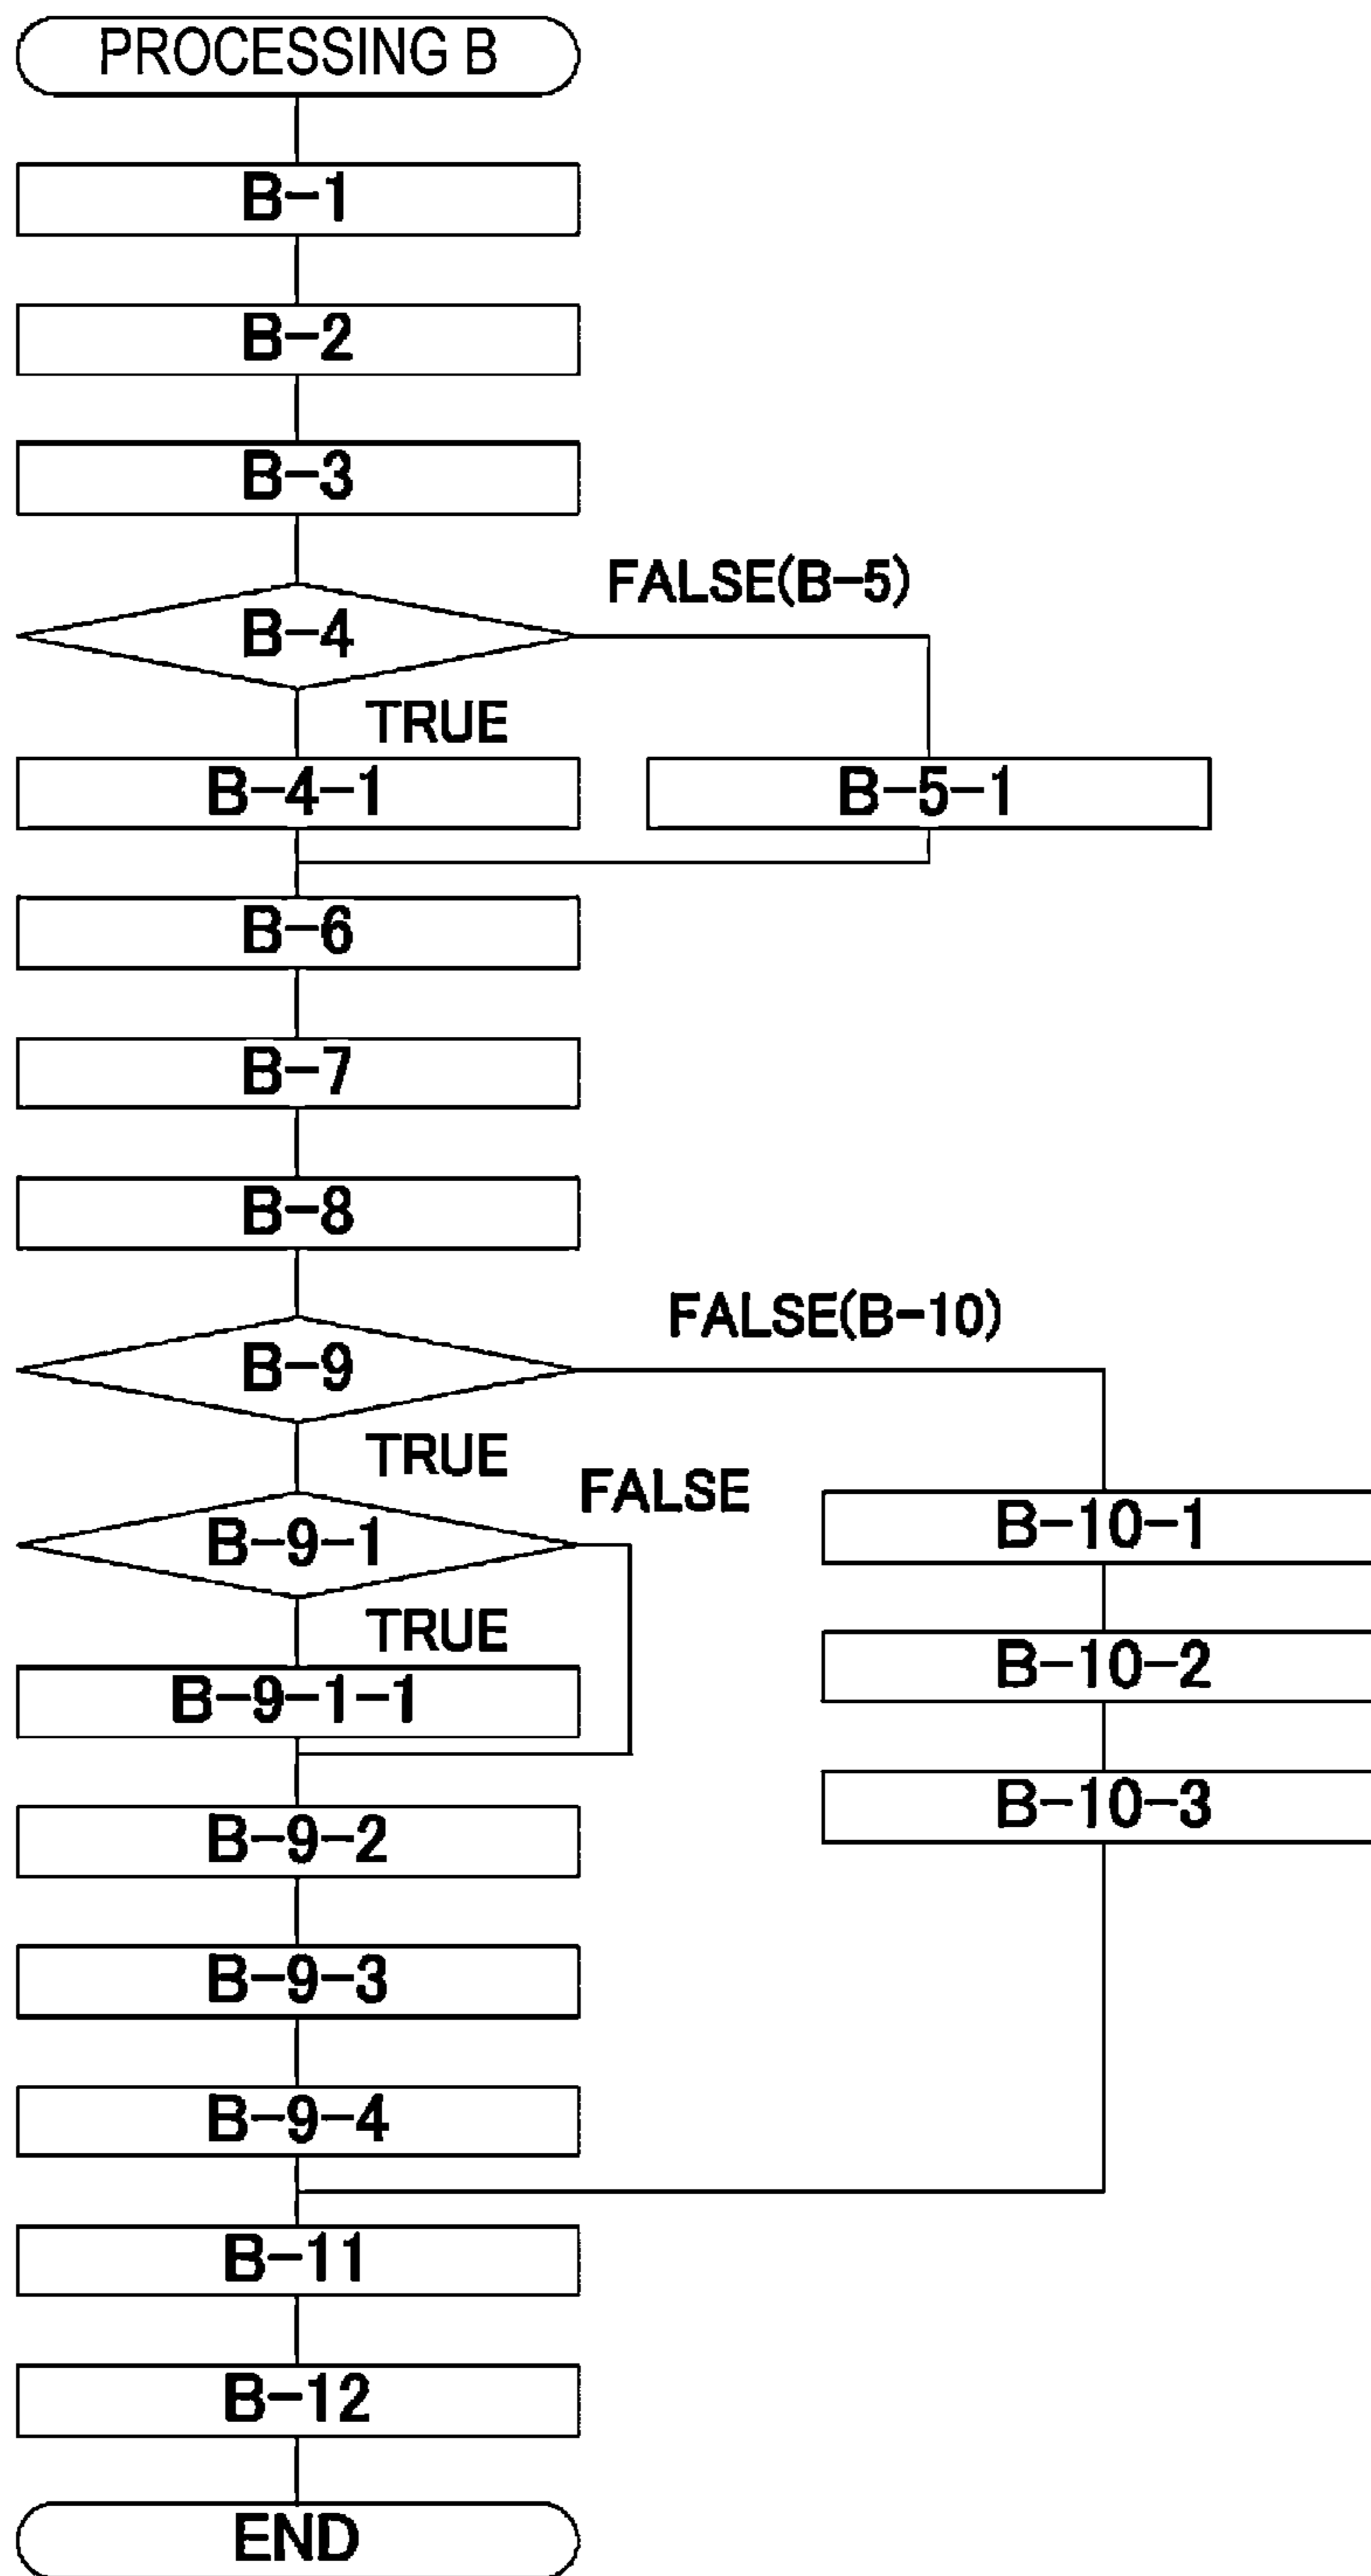 PROCESSING B
B-1
B-2
B-3
FALSE(B-5)
B-4
TRUE
B-4-1
B-5-1
B-6
B-7
B-8
FALSE(B-10)
B-9
TRUE
FALSE
B-9-1
B-10-1
TRUE
B-10-2
B-9-1-1
B-10-3
B-9-2
B-9-3
B-9-4
B-11
B-12
END